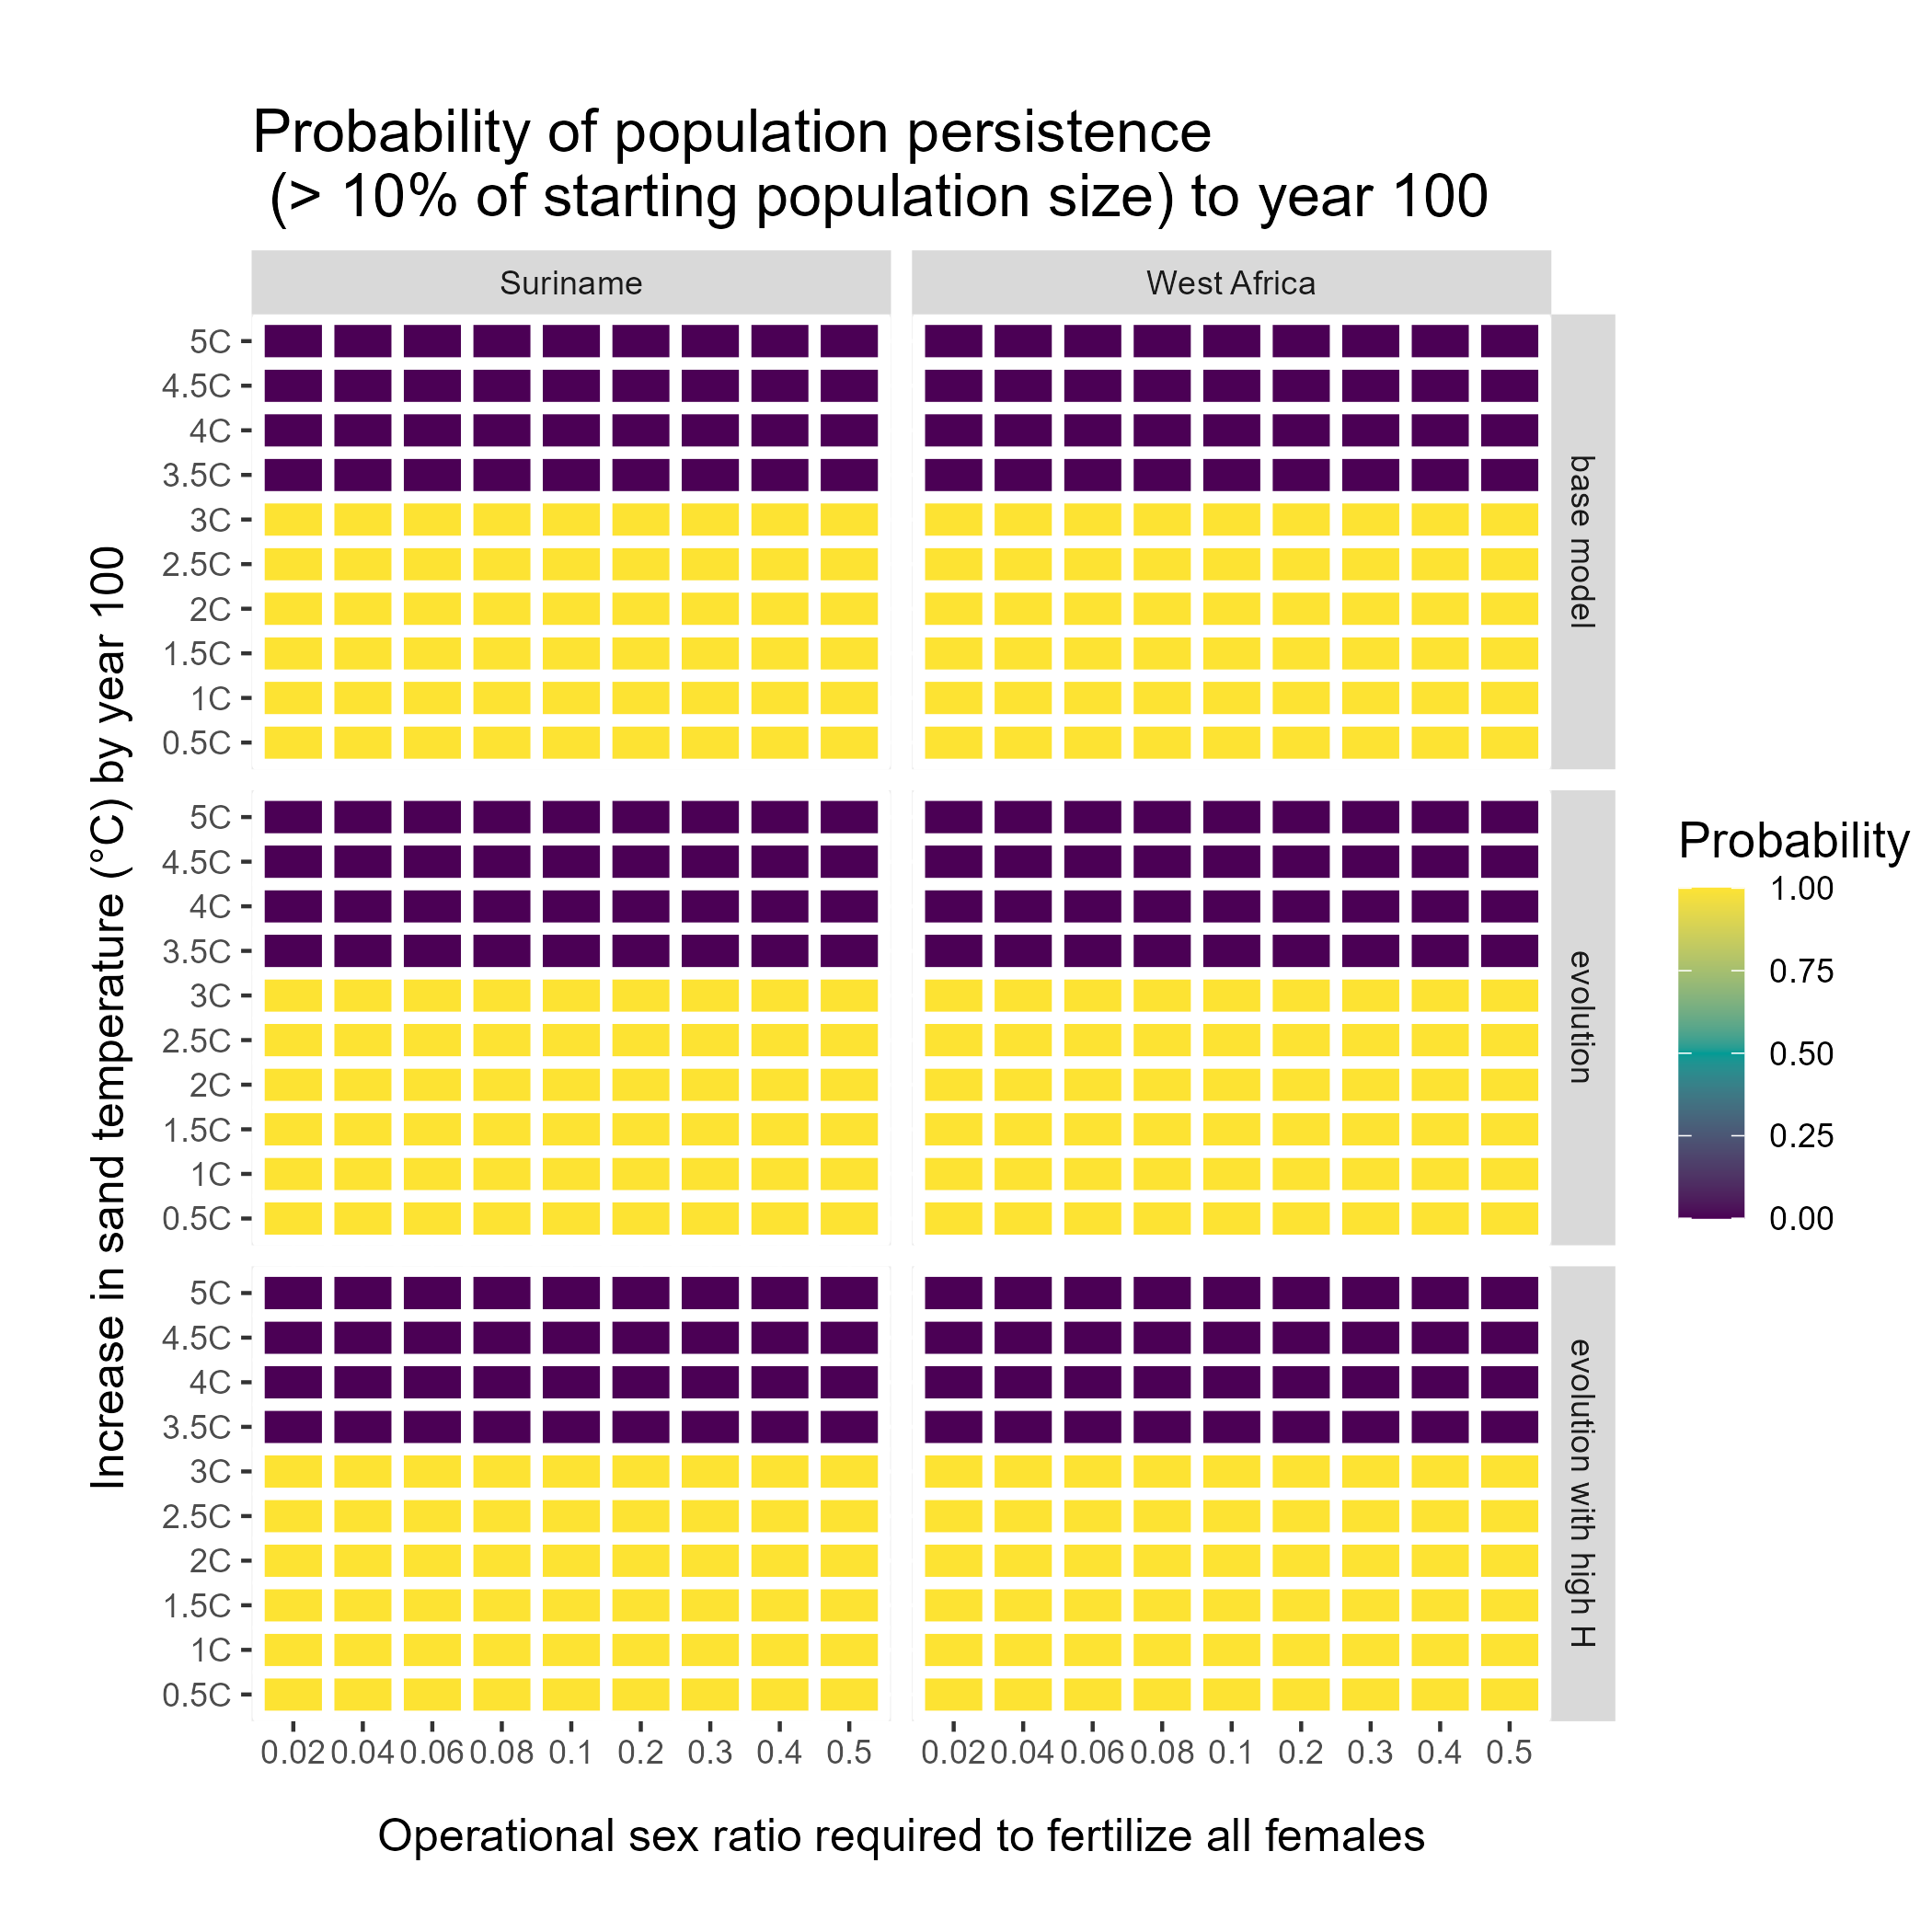 Probability of population persistence
(> 10% of starting population size) to year 100
Suriname
West Africa
5C
4.5C
4C
3.5C
3C
2.5C
2C
1.5C
1C
0.5C
base model
5C
4.5C
4C
3.5C
3C
2.5C
2C
1.5C
1C
0.5C
evolution
5C
4.5C
4C
3.5C
3C
2.5C
2C
1.5C
1C
0.5C
evolution with high H
Increase in sand temperature (°C) by year 100
0.02 0.04 0.06 0.08 0.1 0.2 0.3 0.4 0.5
0.02 0.04 0.06 0.08 0.1 0.2 0.3 0.4 0.5
Operational sex ratio required to fertilize all females
Probability
1.00
0.75
0.50
0.25
0.00